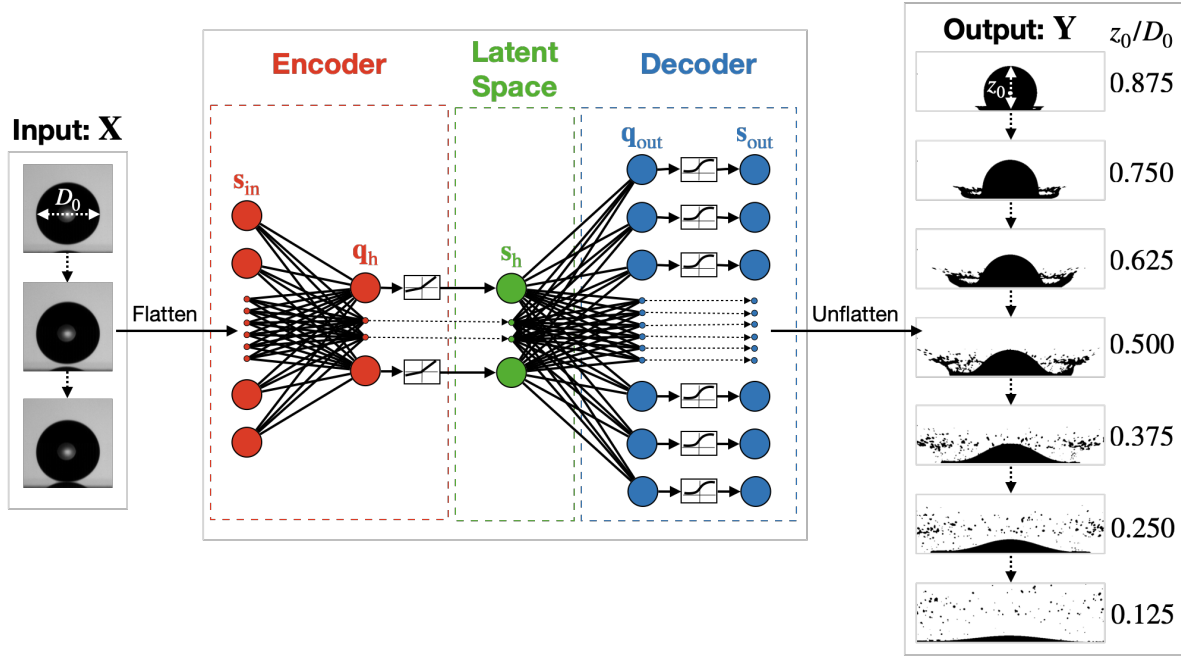 Input: X
D₀
Flatten
Encoder
s_in
q_h
Latent
Space
s_h
Decoder
q_out
s_out
Unflatten
Output: Y
z₀/D₀
z₀
0.875
0.750
0.625
0.500
0.375
0.250
0.125